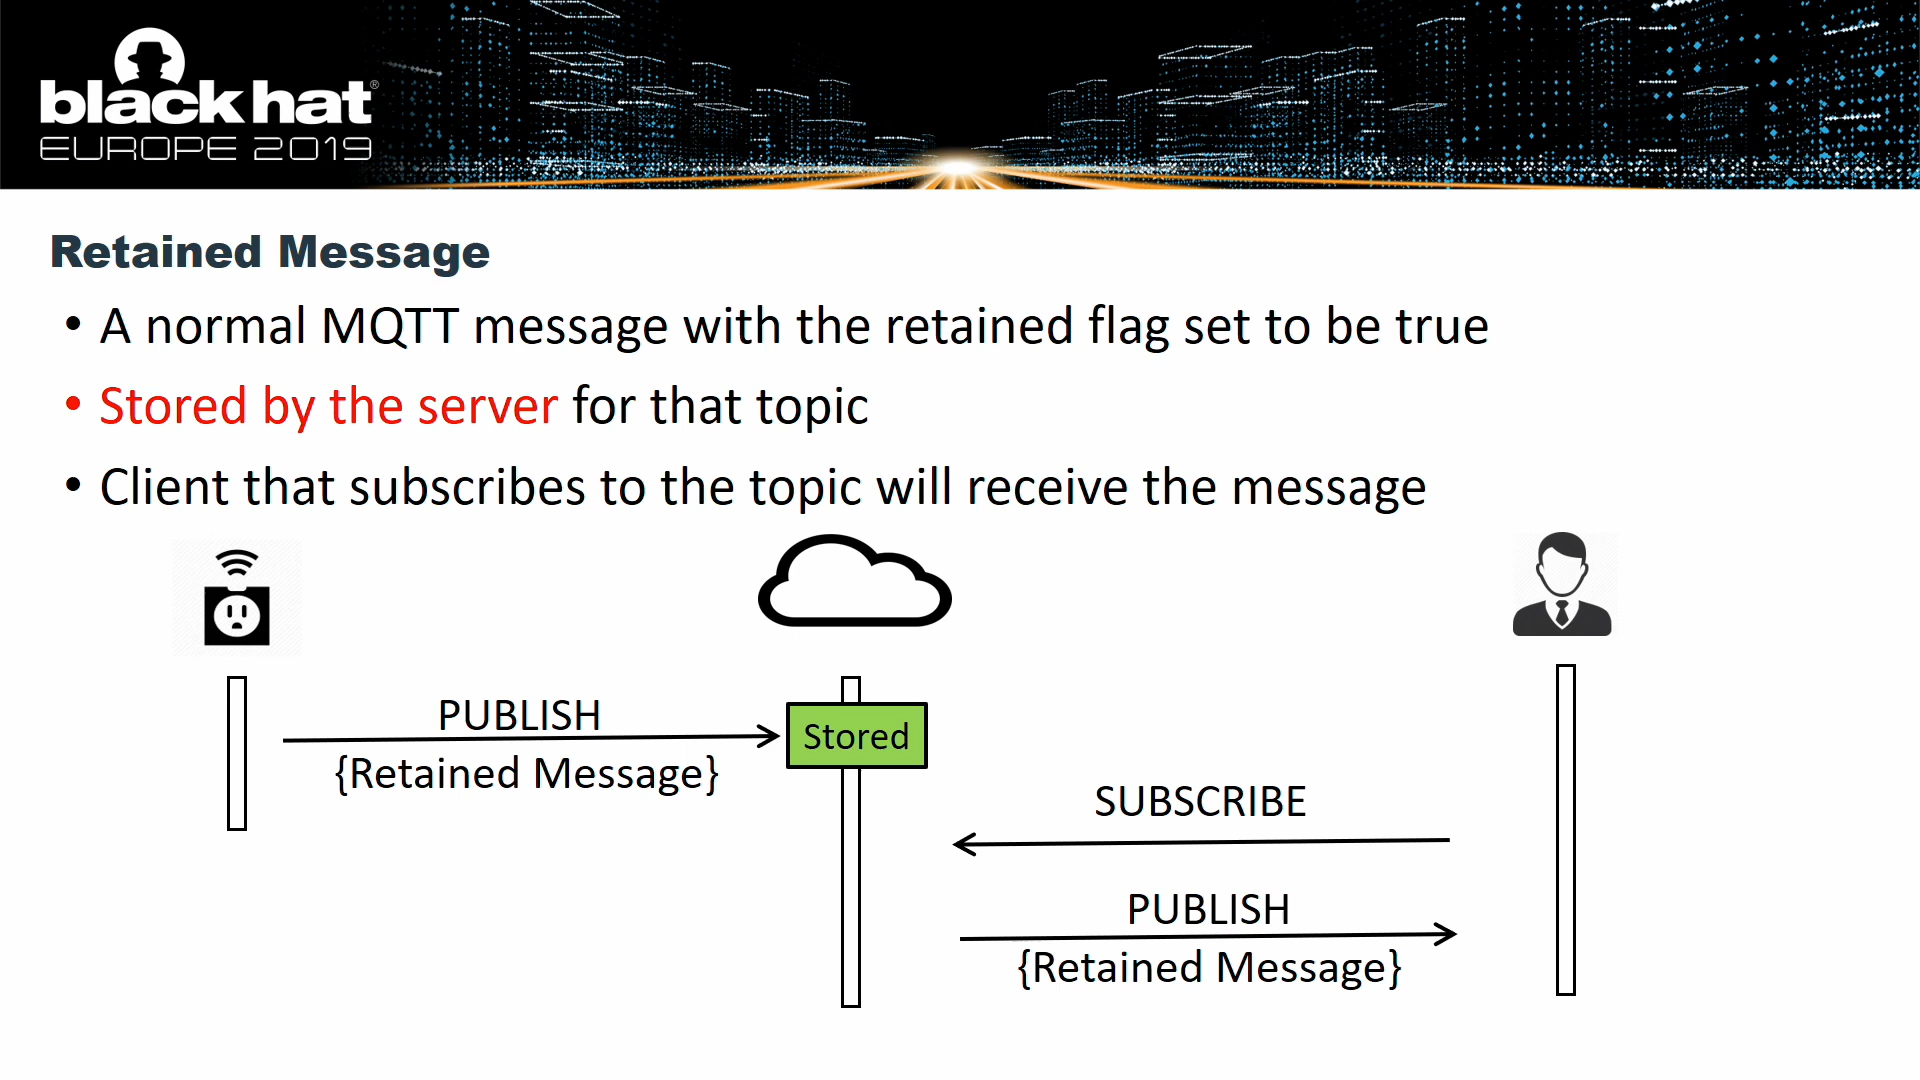 black hat®
EUROPE 2019
Retained Message
• A normal MQTT message with the retained flag set to be true
• Stored by the server for that topic
• Client that subscribes to the topic will receive the message
PUBLISH
{Retained Message}
Stored
SUBSCRIBE
PUBLISH
{Retained Message}